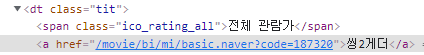 ▼<dt class="tit">
<span class="ico_rating_all">전체 관람가</span>
<a href="/movie/bi/mi/basic.naver?code=187320">씽2게더</a> =